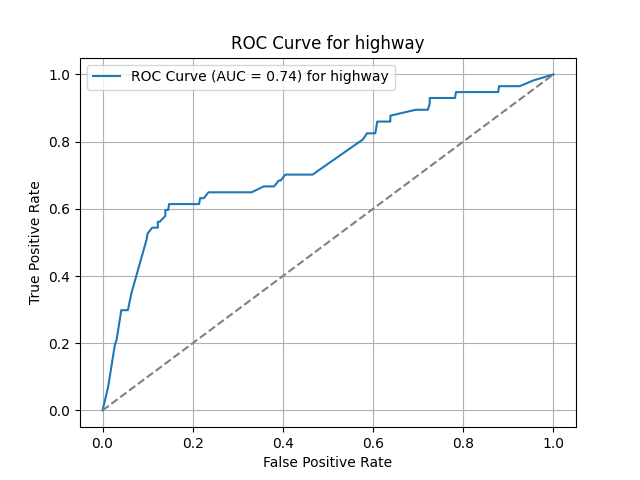 ROC Curve for highway
ROC Curve (AUC = 0.74) for highway
1.0
0.8
0.6
0.4
0.2
0.0
True Positive Rate
0.0 0.2 0.4 0.6 0.8 1.0
False Positive Rate